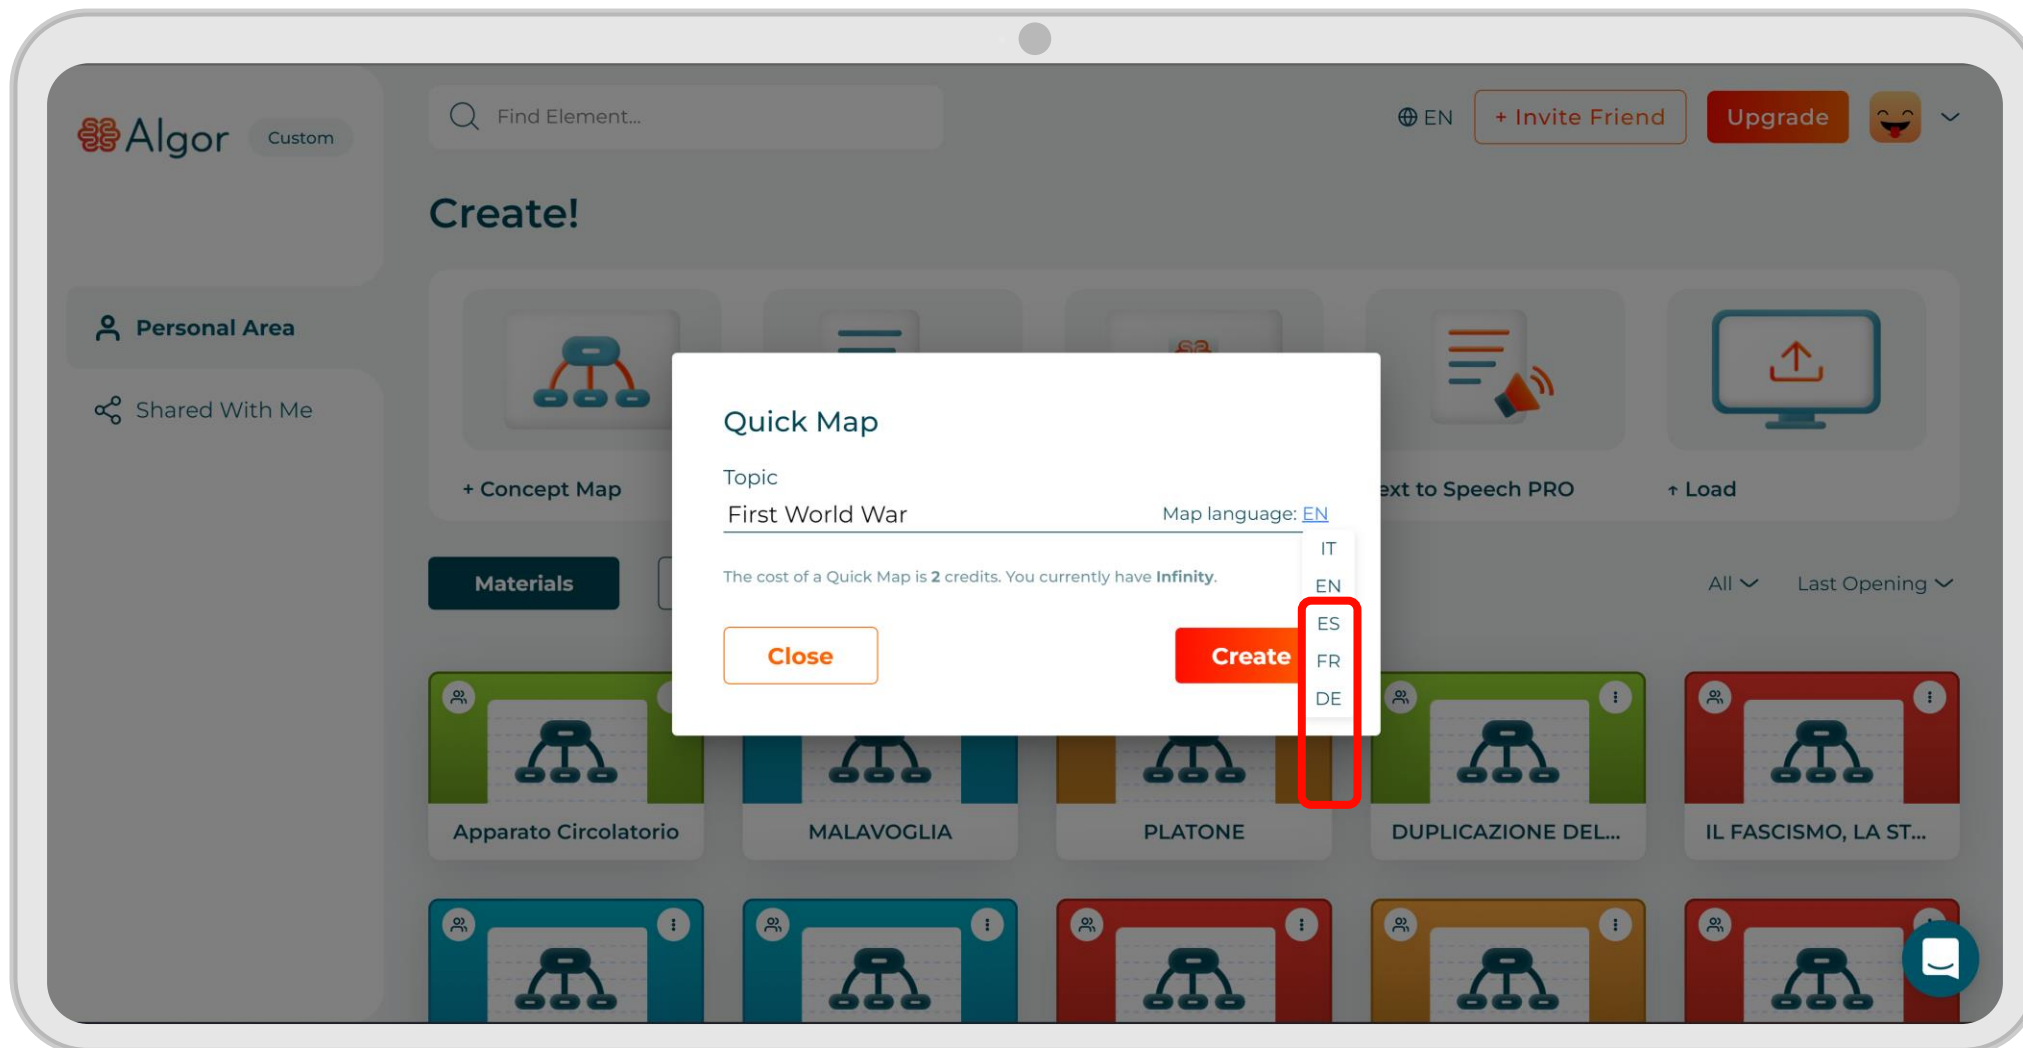 Algor Custom
Find Element...
EN
+ Invite Friend
Upgrade
Create!
Personal Area
Shared With Me
Quick Map
Topic
First World War
Map language: EN
IT
EN
ES
FR
DE
The cost of a Quick Map is 2 credits. You currently have Infinity.
Close
Create
+ Concept Map
ext to Speech PRO
↑ Load
Materials
All
Last Opening
Apparato Circolatorio
MALAVOGLIA
PLATONE
DUPLICAZIONE DEL...
IL FASCISMO, LA ST...